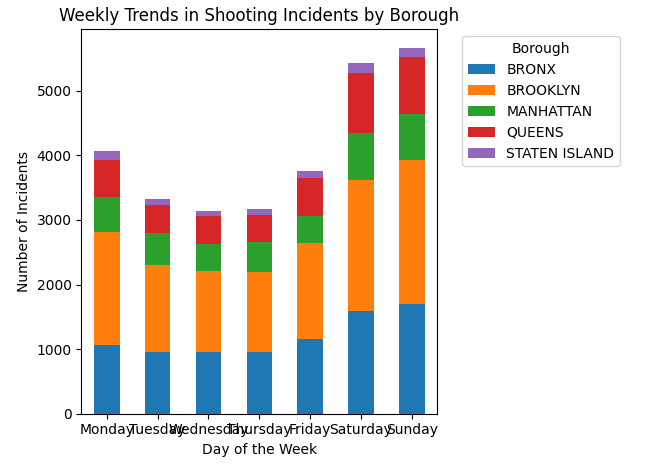 Weekly Trends in Shooting Incidents by Borough
Borough
BRONX
BROOKLYN
MANHATTAN
QUEENS
STATEN ISLAND
Number of Incidents
5000
4000
3000
2000
1000
0
Monday Tuesday Wednesday Thursday Friday Saturday Sunday
Day of the Week